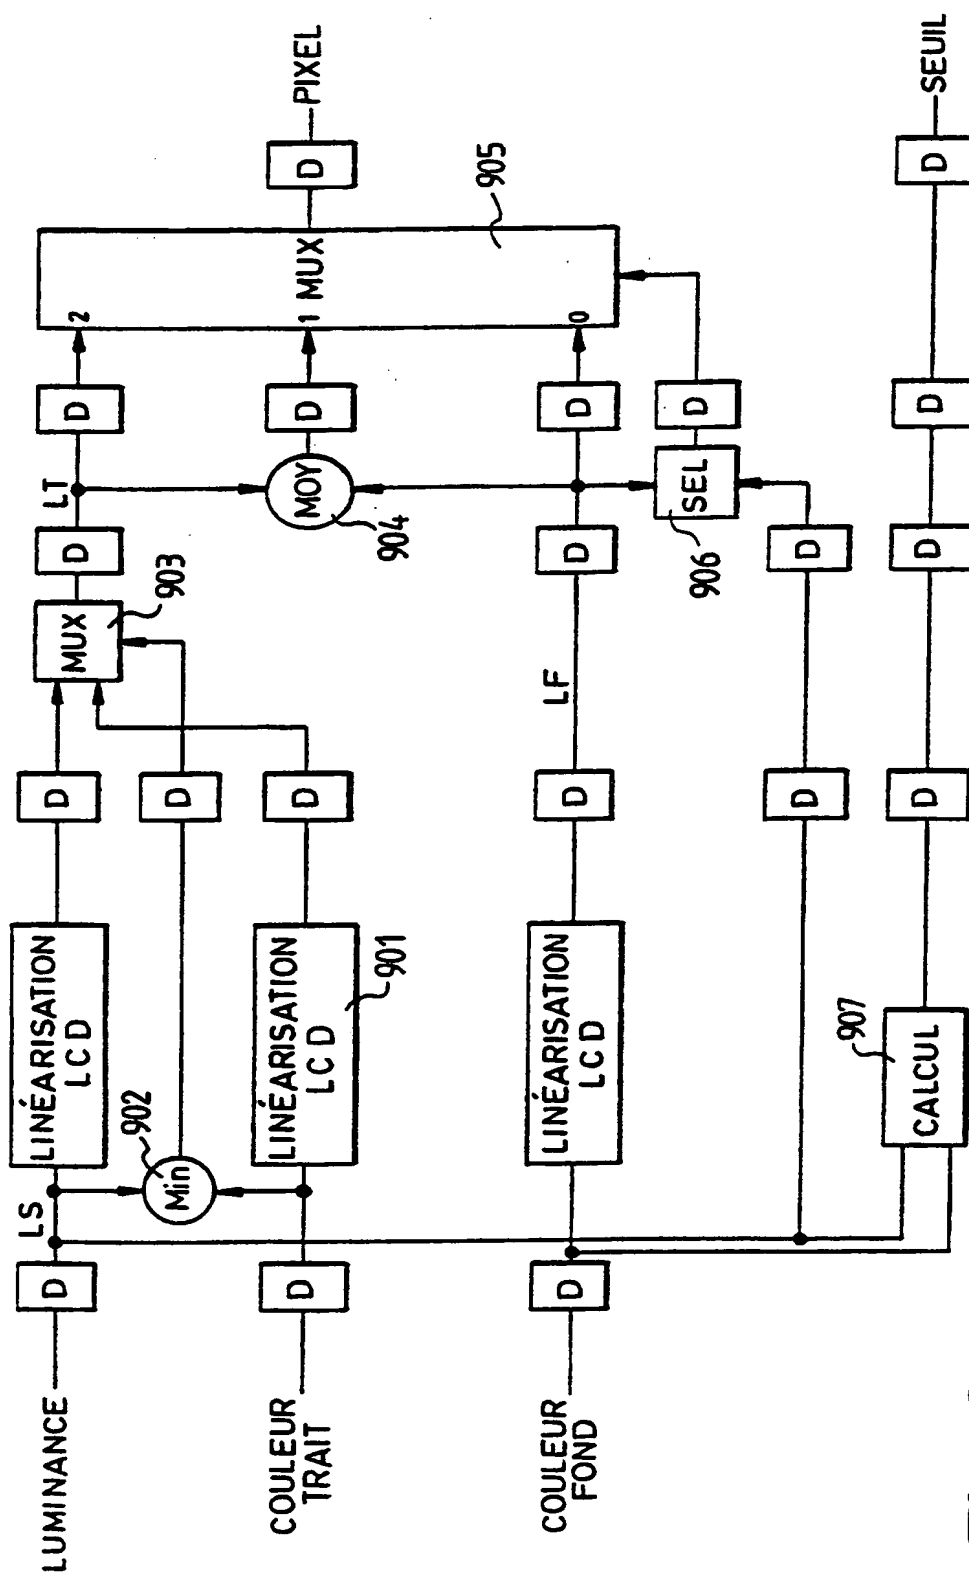 LUMINANCE
D
LS
LINÉARISATION
LCD
D
MUX
903
D
LT
D
2
902
Min
D
COULEUR
TRAIT
D
LINÉARISATION
LCD
901
D
MOY
904
D
1 MUX
905
D
PIXEL
COULEUR
FOND
D
LINÉARISATION
LCD
D
LF
D
D
0
906
SEL
D
D
D
907
CALCUL
D
D
D
D
SEUIL